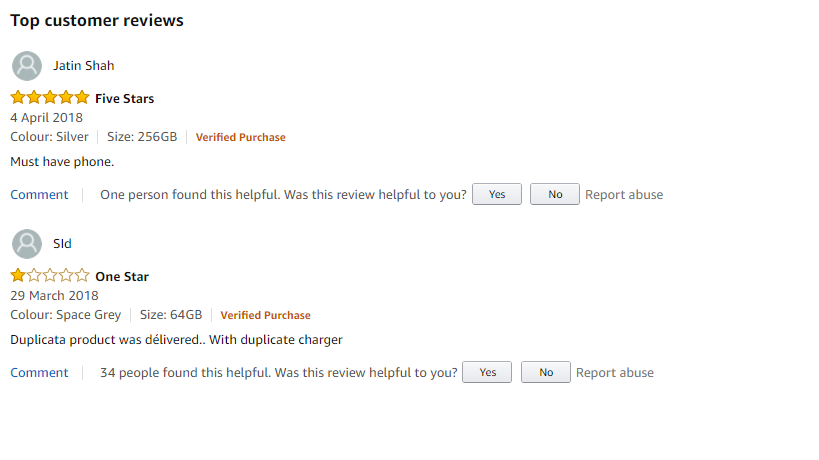 Top customer reviews
Jatin Shah
Five Stars
4 April 2018
Colour: Silver | Size: 256GB | Verified Purchase
Must have phone.
Comment | One person found this helpful. Was this review helpful to you? Yes No Report abuse
SId
One Star
29 March 2018
Colour: Space Grey | Size: 64GB | Verified Purchase
Duplicata product was délivered.. With duplicate charger
Comment | 34 people found this helpful. Was this review helpful to you? Yes No Report abuse